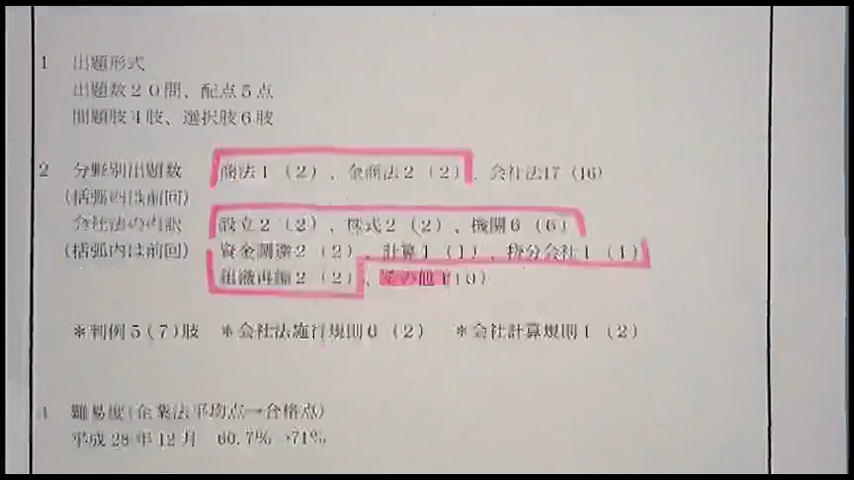 1 出題形式
出題数20問、配点5点
問題肢4肢、選択肢6肢
2 分野別出題数 商法1(2)、金商法2(2)、会社法17(16)
(括弧内は前回)
会社法の内訳 設立2(2)、株式2(2)、機関6(6)
(括弧内は前回) 資金調達2(2)、計算1(1)、持分会社1(1)
組織再編2(2)、その他1(0)
*判例5(7)肢 *会社法施行規則6(2) *会社計算規則1(2)
4 難易度(企業法平均点→合格点)
平成28年12月 60.7% →71%